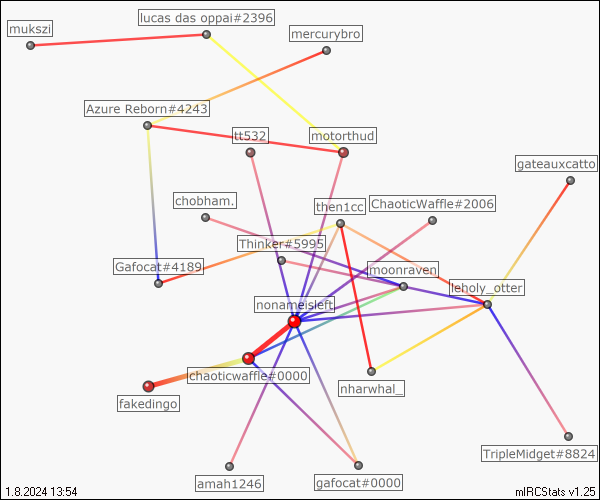 lucas das oppai#2396
mukszi
mercurybro
Azure Reborn#4243
tt532
motorthud
gateauxcatto
chobham.
then1cc
ChaoticWaffle#2006
Thinker#5995
Gafocat#4189
moonraven
leholy_otter
nonameisleft
chaoticwaffle#0000
nharwhal_
fakedingo
TripleMidget#8824
amah1246
gafocat#0000
1.8.2024 13:54
mIRCStats v1.25